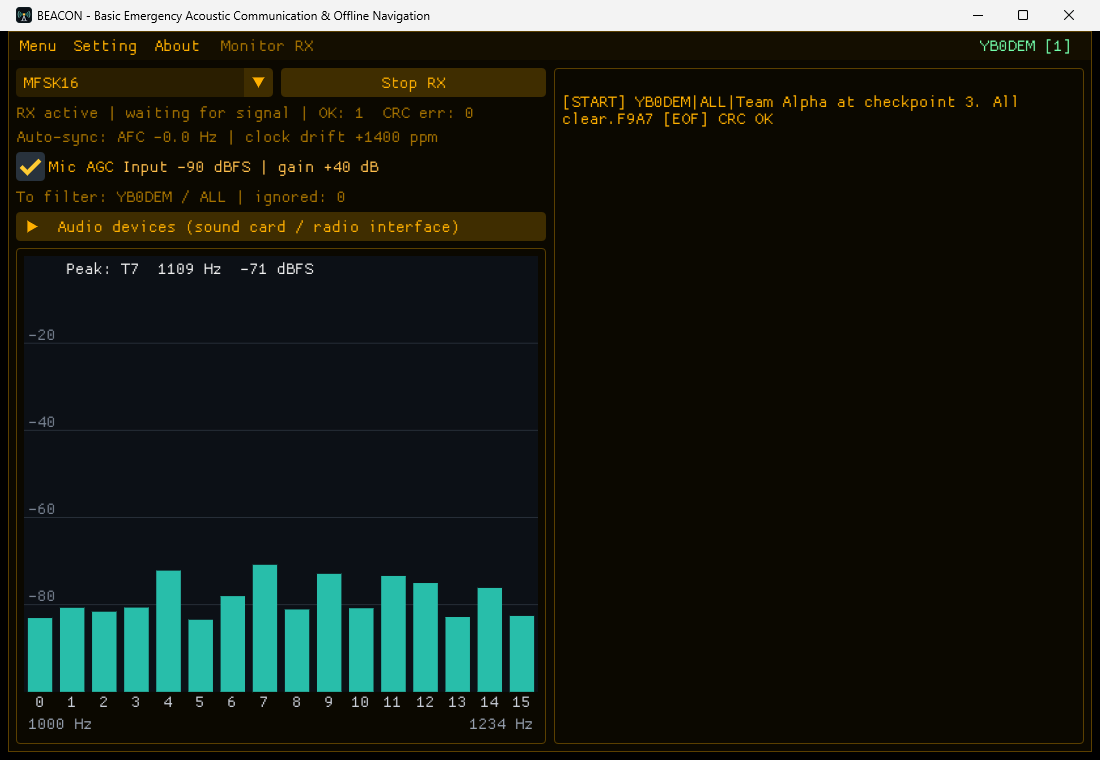 BEACON - Basic Emergency Acoustic Communication & Offline Navigation
Menu Setting About Monitor RX YB0DEM [1]
MFSK16 Stop RX
RX active | waiting for signal | OK: 1 CRC err: 0
Auto-sync: AFC -0.0 Hz | clock drift +1400 ppm
Mic AGC Input -90 dBFS | gain +40 dB
To filter: YB0DEM / ALL | ignored: 0
Audio devices (sound card / radio interface)
Peak: T7 1109 Hz -71 dBFS
-20
-40
-60
-80
0 1 2 3 4 5 6 7 8 9 10 11 12 13 14 15
1000 Hz 1234 Hz
[START] YB0DEM|ALL|Team Alpha at checkpoint 3. All
clear.F9A7 [EOF] CRC OK